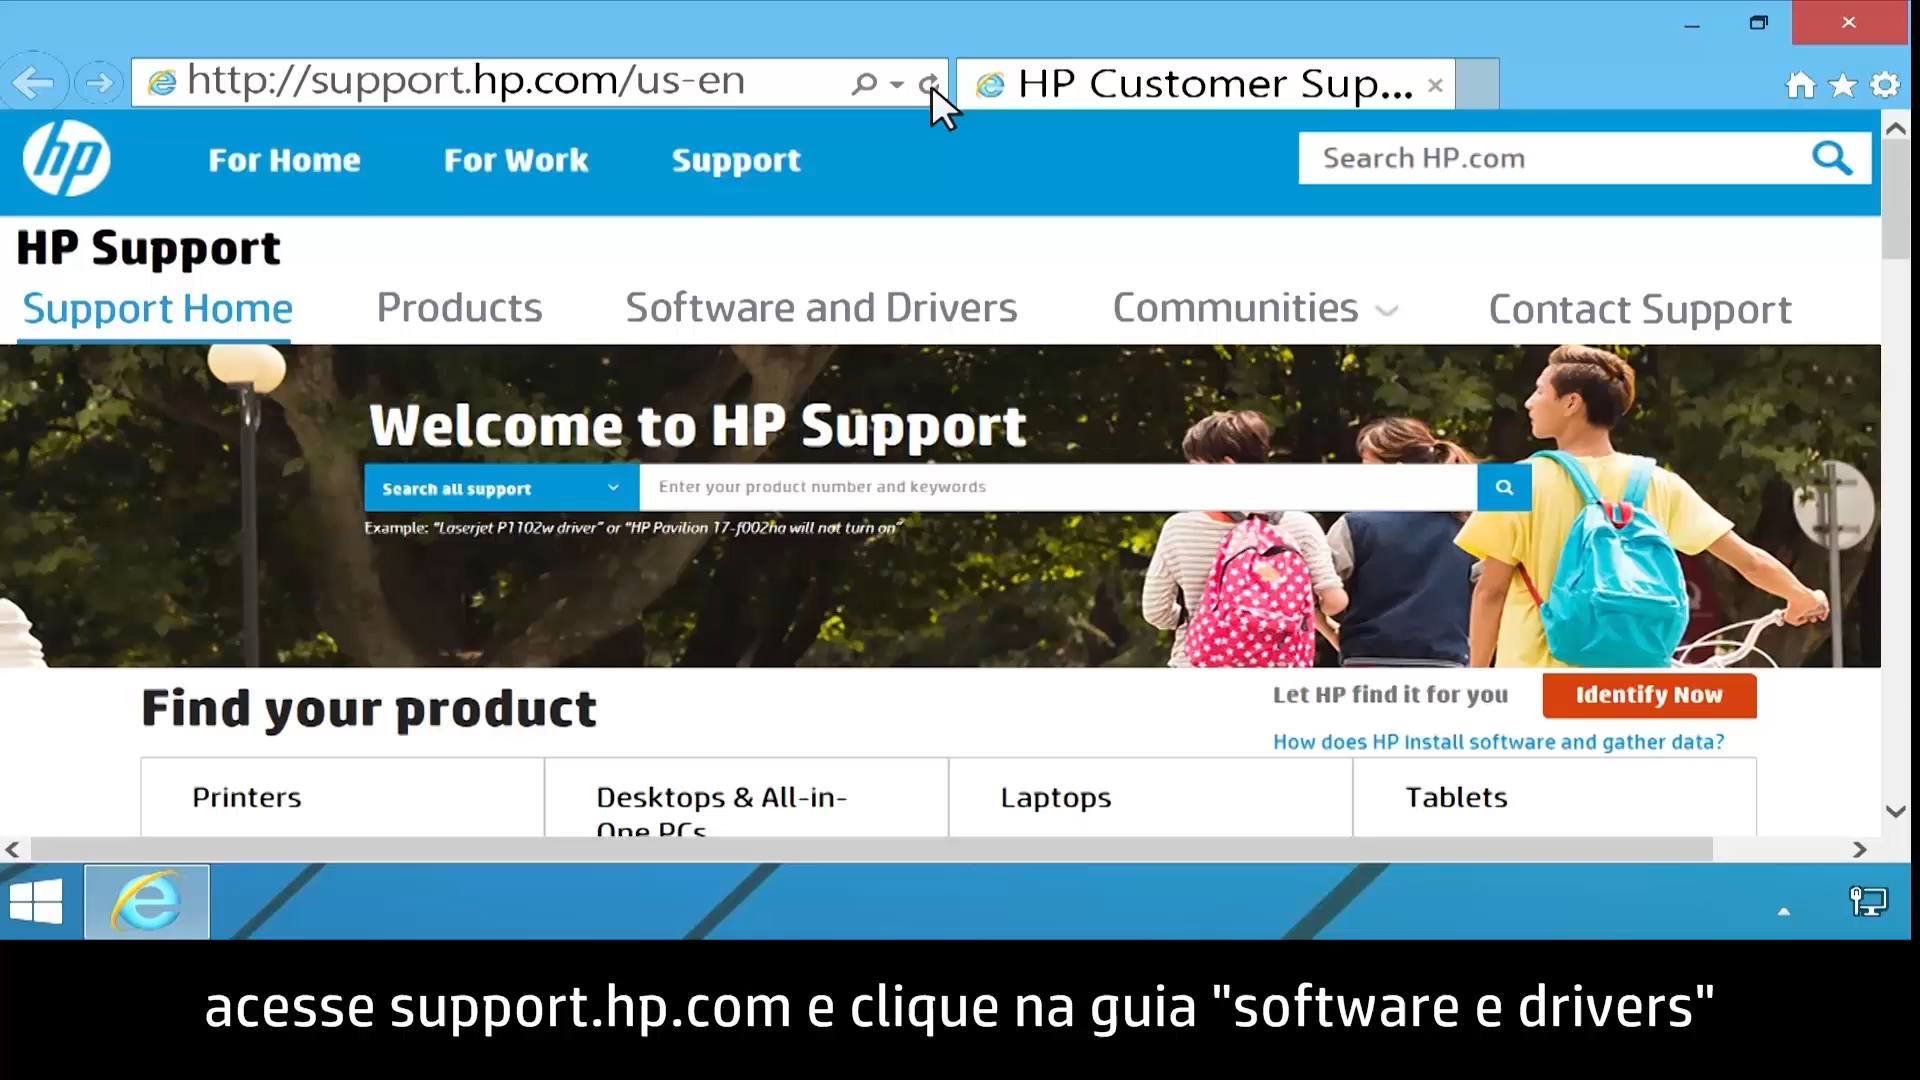 http://support.hp.com/us-en
HP Customer Sup...
hp
For Home
For Work
Support
Search HP.com
HP Support
Support Home
Products
Software and Drivers
Communities
Contact Support
Welcome to HP Support
Search all support
Enter your product number and keywords
Example: "Laserjet P1102w driver" or "HP Pavilion 17-f002na will not turn on"
Find your product
Let HP find it for you
Identify Now
How does HP install software and gather data?
Printers
Desktops & All-in-
One PCs
Laptops
Tablets
acesse support.hp.com e clique na guia "software e drivers"